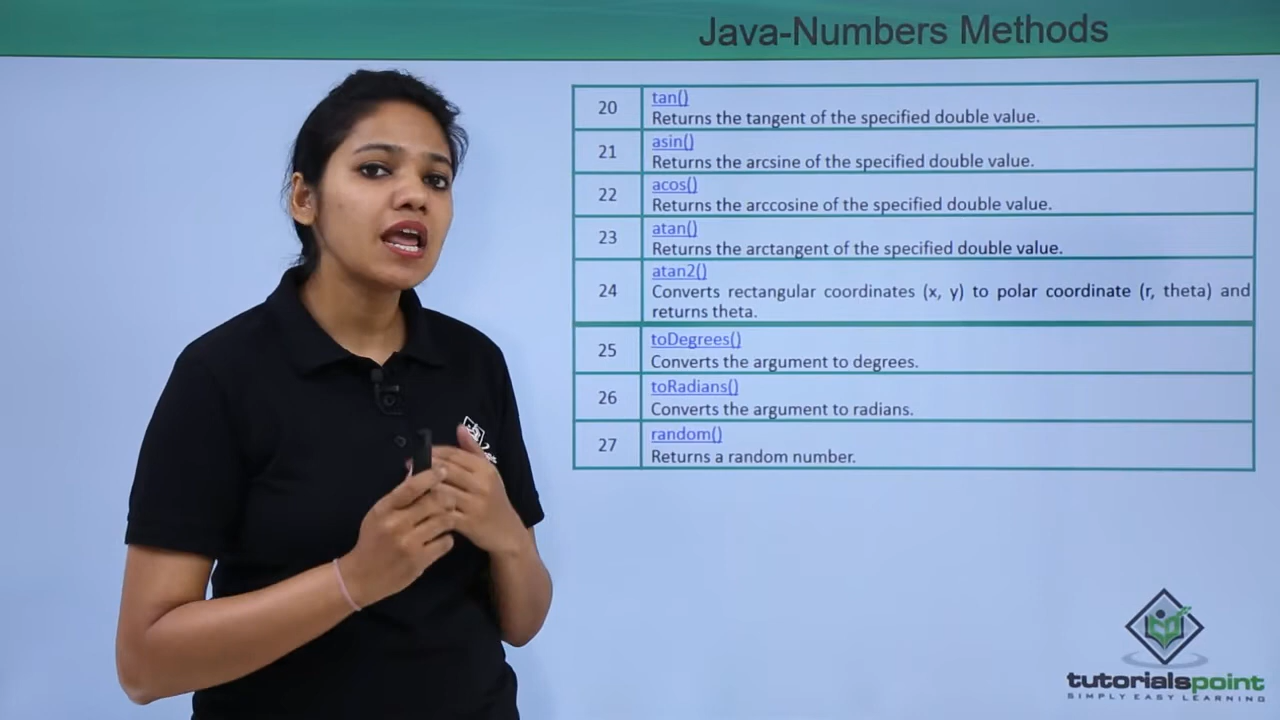 Java-Numbers Methods
20
tan()
Returns the tangent of the specified double value.
21
asin()
Returns the arcsine of the specified double value.
22
acos()
Returns the arccosine of the specified double value.
23
atan()
Returns the arctangent of the specified double value.
24
atan2()
Converts rectangular coordinates (x, y) to polar coordinate (r, theta) and
returns theta.
25
toDegrees()
Converts the argument to degrees.
26
toRadians()
Converts the argument to radians.
27
random()
Returns a random number.
tutorialspoint
SIMPLY EASY LEARNING